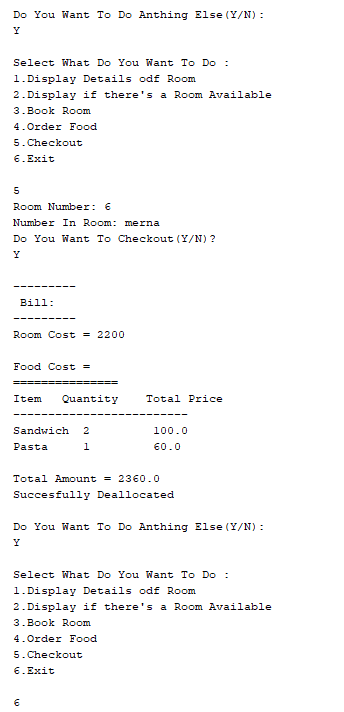 Do You Want To Do Anthing Else(Y/N):
Y
Select What Do You Want To Do :
1.Display Details odf Room
2.Display if there's a Room Available
3.Book Room
4.Order Food
5.Checkout
6.Exit
5
Room Number: 6
Number In Room: merna
Do You Want To Checkout(Y/N)?
Y
---------
Bill:
---------
Room Cost = 2200
Food Cost =
===============
Item Quantity Total Price
-------------------------
Sandwich 2 100.0
Pasta 1 60.0
Total Amount = 2360.0
Succesfully Deallocated
Do You Want To Do Anthing Else(Y/N):
Y
Select What Do You Want To Do :
1.Display Details odf Room
2.Display if there's a Room Available
3.Book Room
4.Order Food
5.Checkout
6.Exit
6